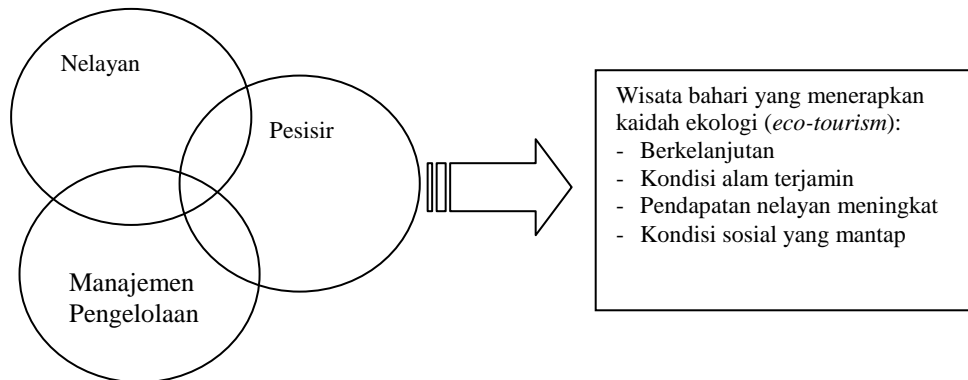 Nelayan
Pesisir
Manajemen
Pengelolaan
Wisata bahari yang menerapkan
kaidah ekologi (eco-tourism):
- Berkelanjutan
- Kondisi alam terjamin
- Pendapatan nelayan meningkat
- Kondisi sosial yang mantap